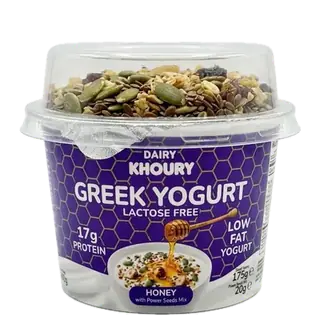 DAIRY
KHOURY
GREEK YOGURT
LACTOSE FREE
17g
PROTEIN
LOW
FAT
YOGURT
175g
20g
HONEY
with Power Seeds Mix